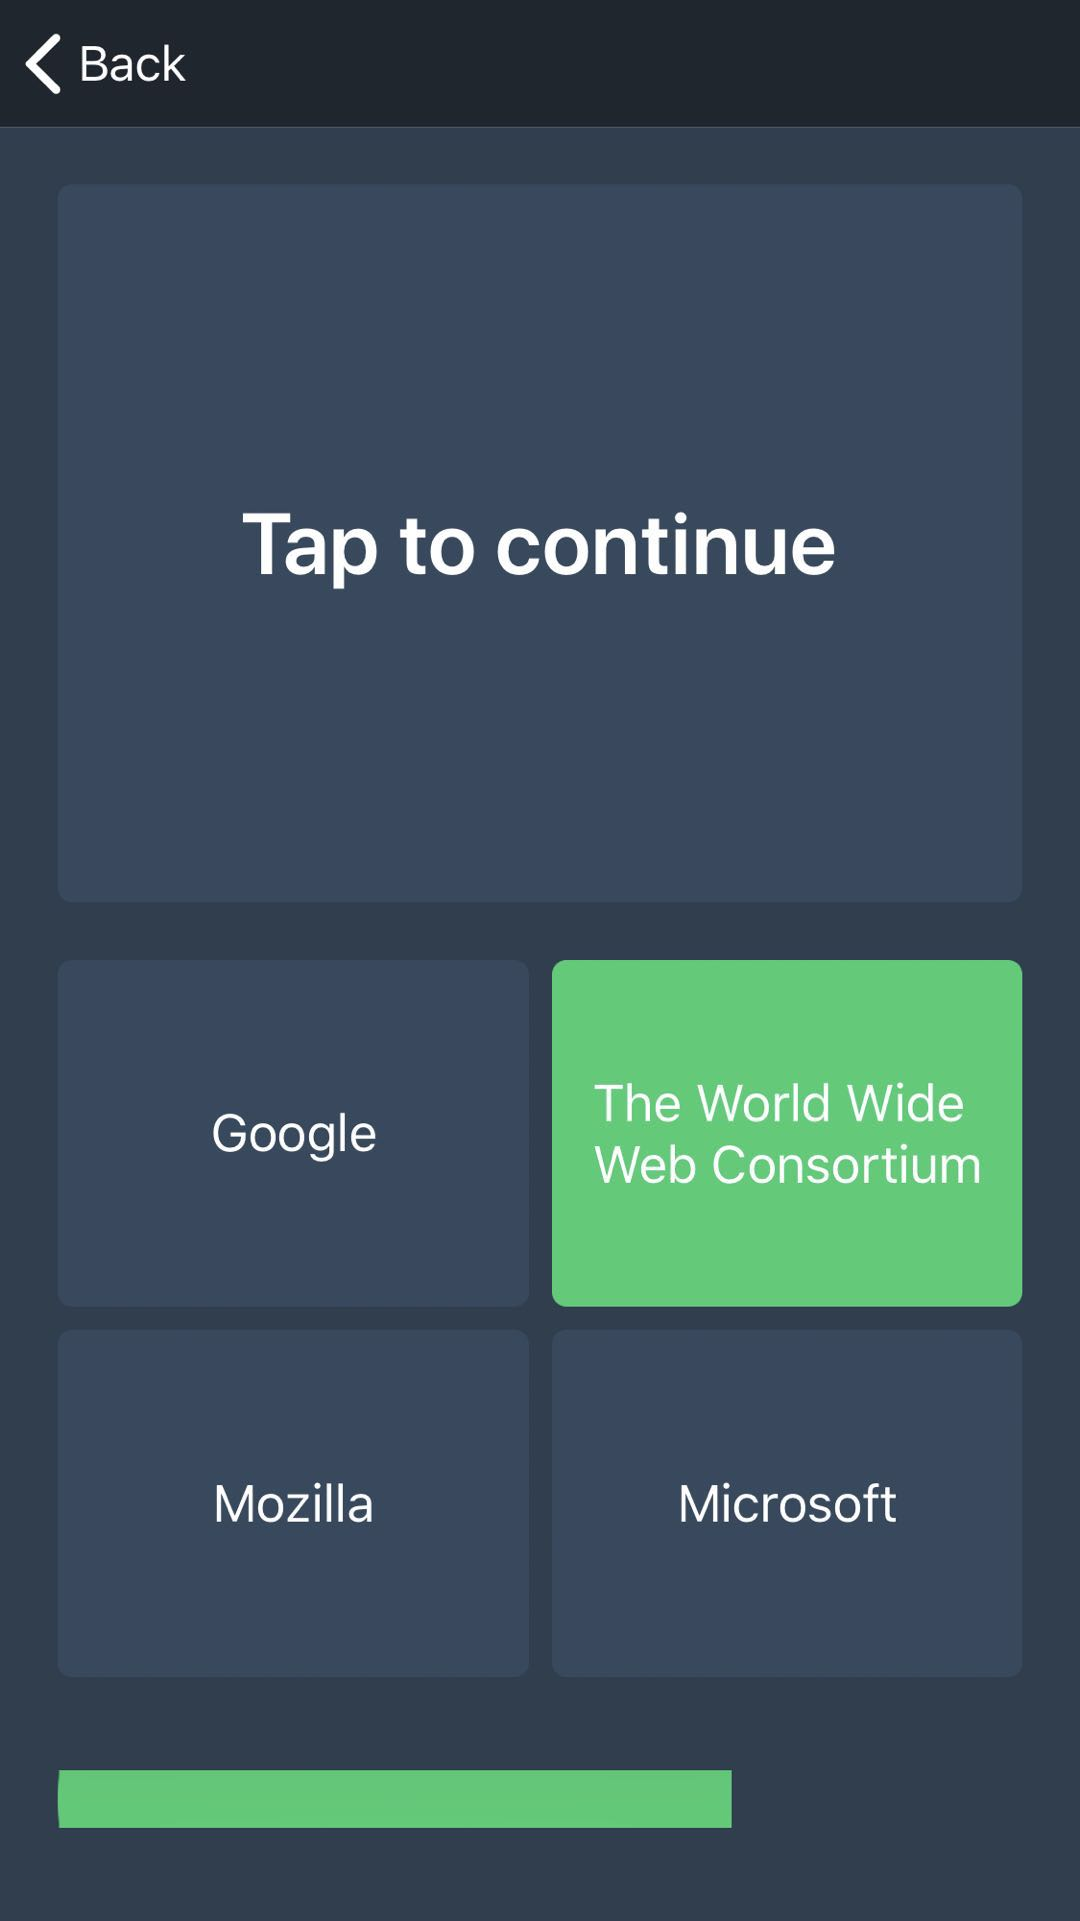 Back
Tap to continue
Google
The World Wide
Web Consortium
Mozilla
Microsoft